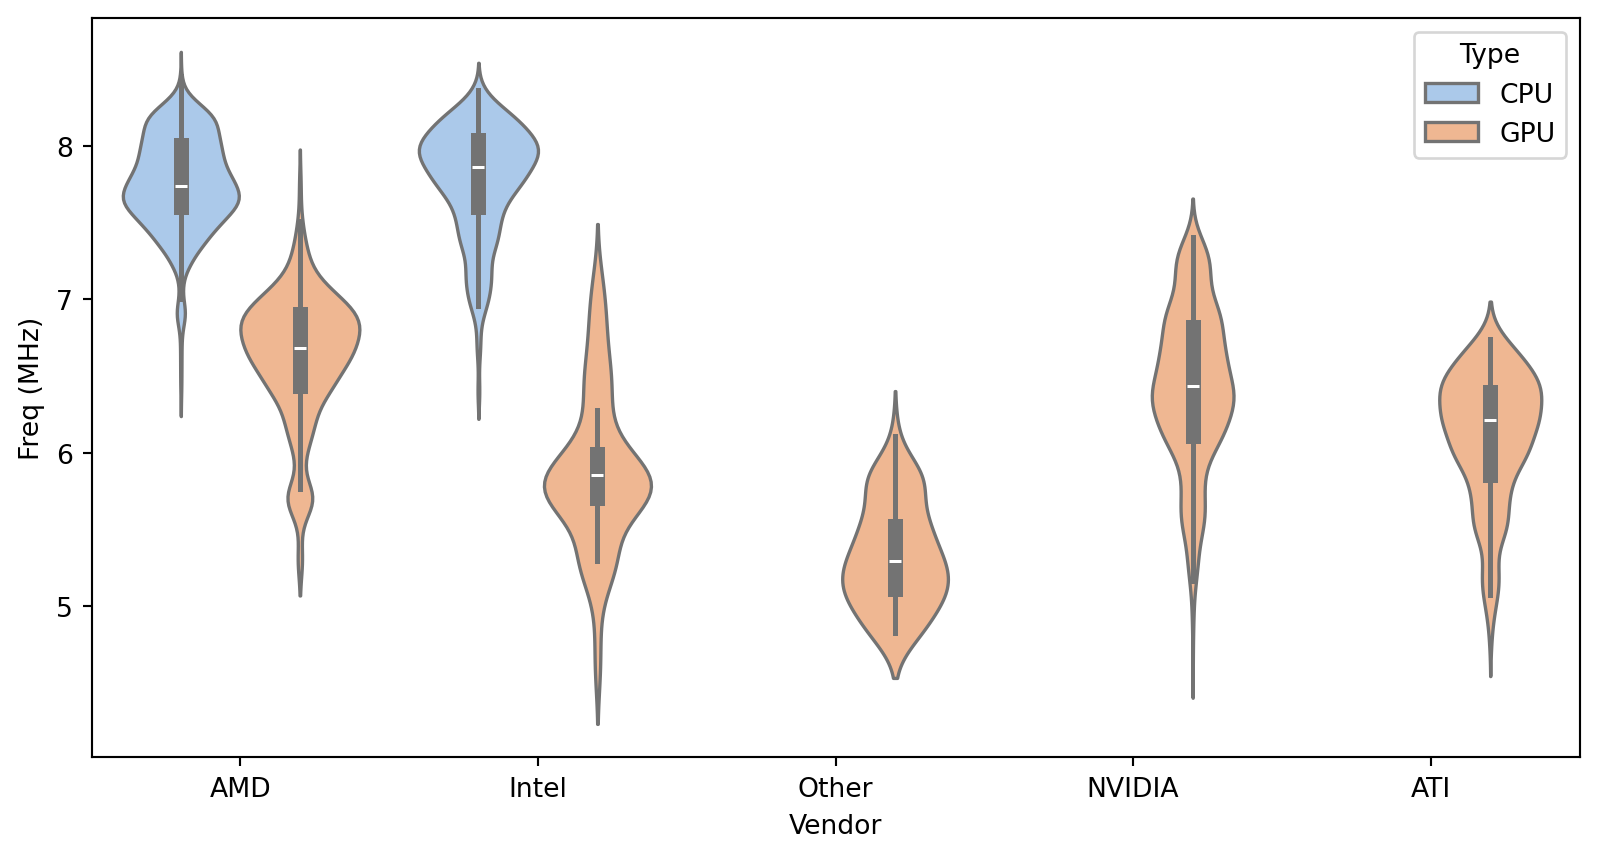 Type
CPU
GPU
8
7
6
5
Freq (MHz)
AMD Intel Other NVIDIA ATI
Vendor